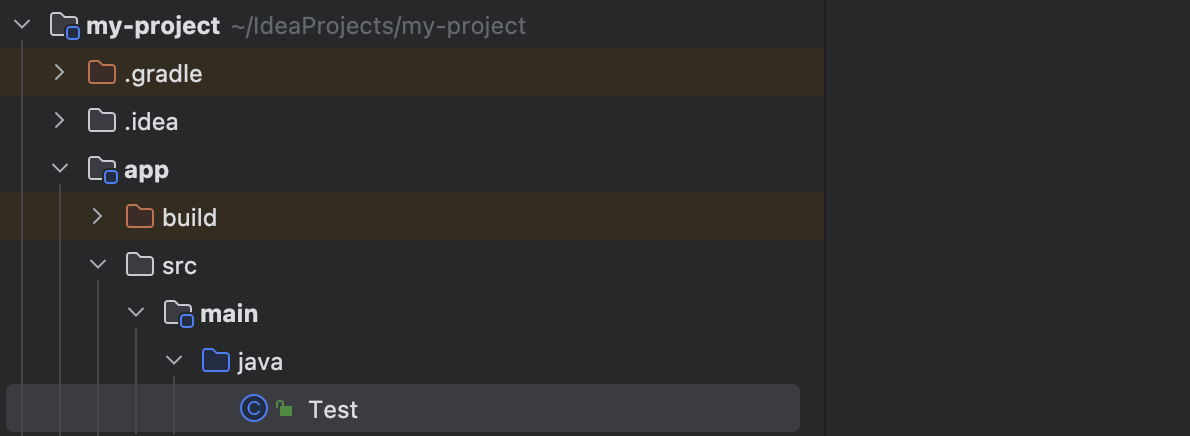 my-project ~/IdeaProjects/my-project
.gradle
.idea
app
build
src
main
java
C Test